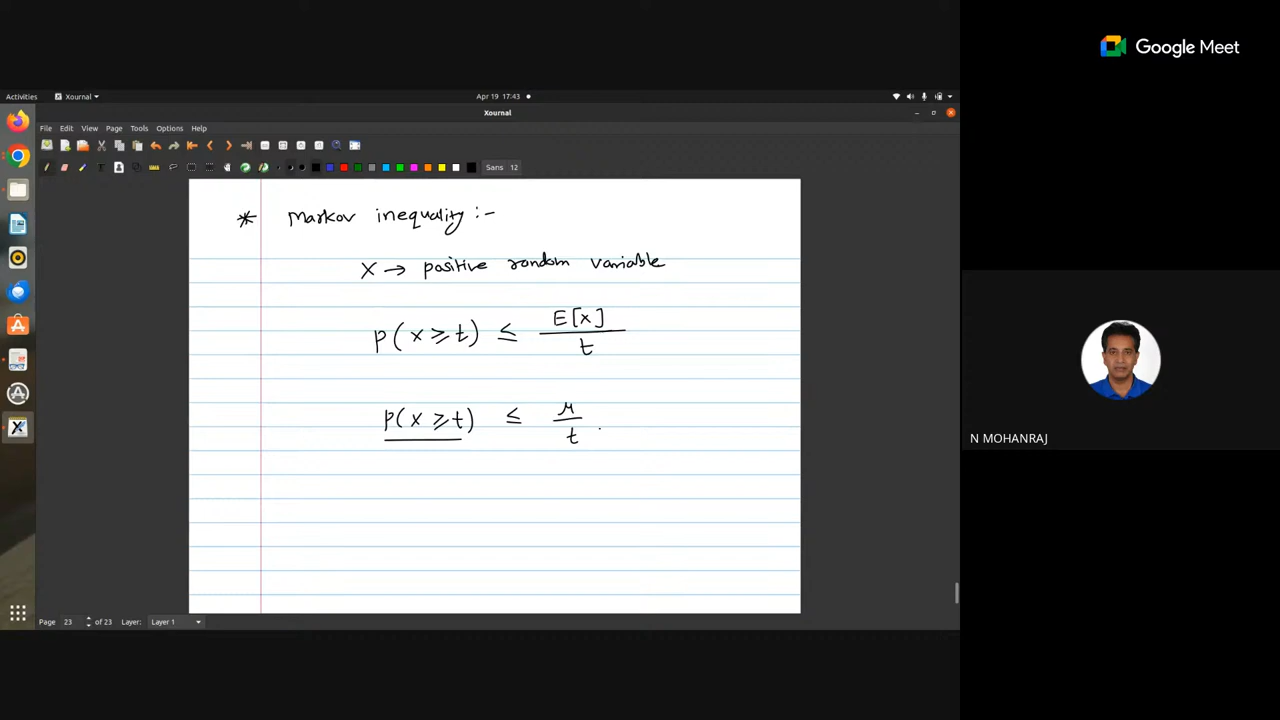 Google Meet
Activities Xournal Apr 19 17:43
Xournal
File Edit View Page Tools Options Help
Sans 12
* Markov inequality :-
X → positive random variable
P( X ≥ t) ≤ E[X] / t
P( X ≥ t) ≤ μ / t .
N MOHANRAJ
Page 23 of 23 Layer: Layer 1